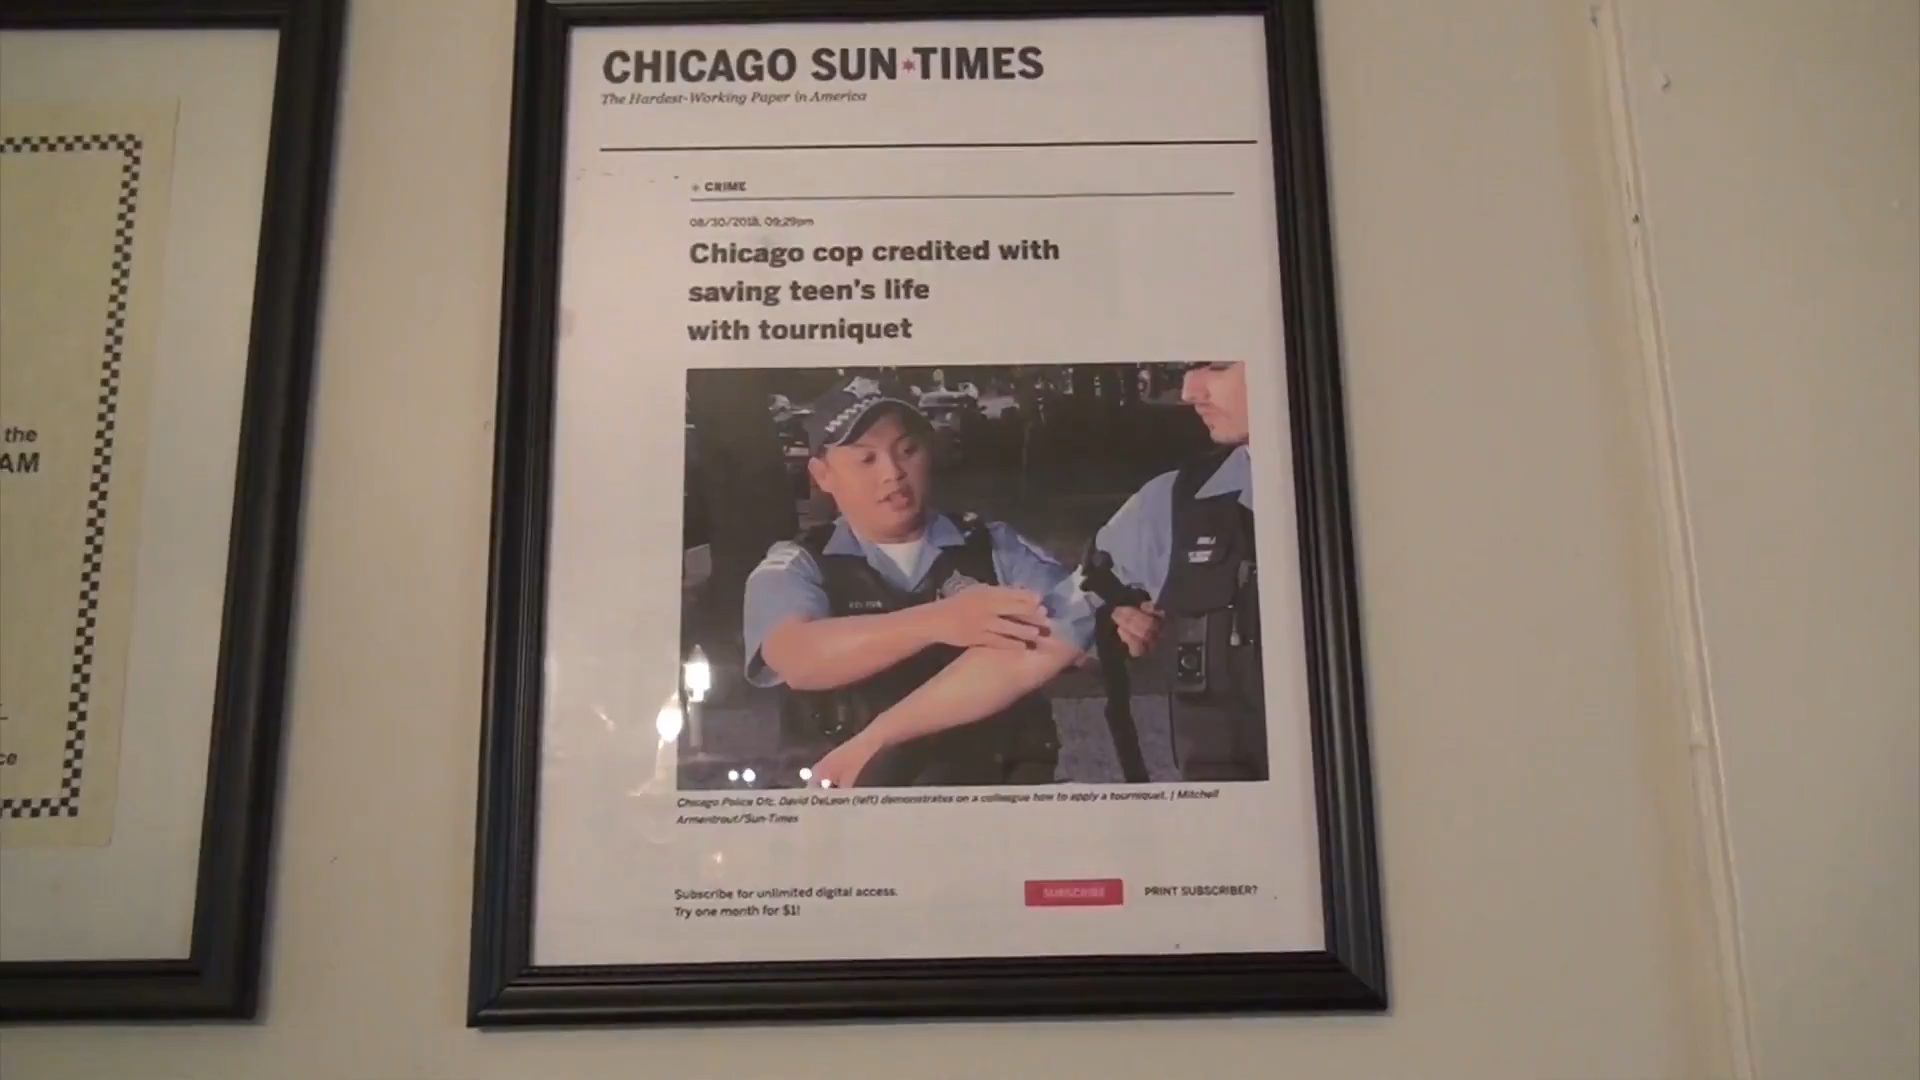 the
AM
ce
CHICAGO SUN*TIMES
The Hardest-Working Paper in America
+ CRIME
08/30/2018, 09:29pm
Chicago cop credited with
saving teen's life
with tourniquet
Chicago Police Ofc. David DeLeon (left) demonstrates on a colleague how to apply a tourniquet. | Mitchell
Armentrout/Sun-Times
Subscribe for unlimited digital access.
Try one month for $1!
SUBSCRIBE
PRINT SUBSCRIBER?